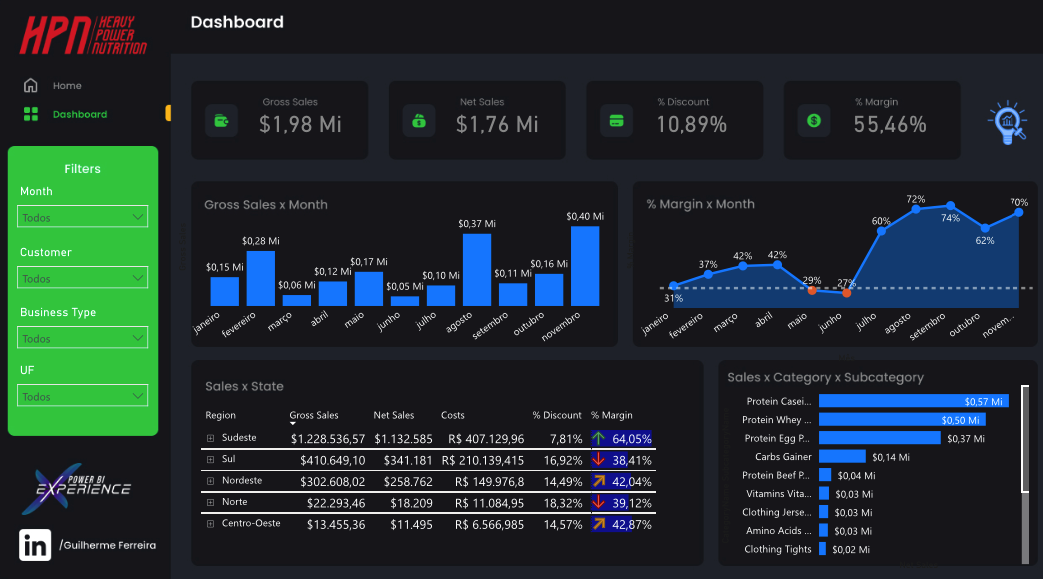 HPN HEAVY
POWER
NUTRITION
Dashboard
Home
Dashboard
Filters
Month
Todos
Customer
Todos
Business Type
Todos
UF
Todos
POWER BI
EXPERIENCE
in /Guilherme Ferreira
Gross Sales
$1,98 Mi
Net Sales
$1,76 Mi
% Discount
10,89%
% Margin
55,46%
Gross Sales x Month
$0,15 Mi
$0,28 Mi
$0,06 Mi
$0,12 Mi
$0,17 Mi
$0,05 Mi
$0,10 Mi
$0,37 Mi
$0,11 Mi
$0,16 Mi
$0,40 Mi
janeiro
fevereiro
março
abril
maio
junho
julho
agosto
setembro
outubro
novembro
% Margin x Month
31%
37%
42%
42%
29%
27%
60%
72%
74%
62%
70%
janeiro
fevereiro
março
abril
maio
junho
julho
agosto
setembro
outubro
novem...
Sales x State
Region Gross Sales Net Sales Costs % Discount % Margin
Sudeste $1.228.536,57 $1.132.585 R$ 407.129,96 7,81% 64,05%
Sul $410.649,10 $341.181 R$ 210.139,415 16,92% 38,41%
Nordeste $302.608,02 $258.762 R$ 149.976,8 14,49% 42,04%
Norte $22.293,46 $18.209 R$ 11.084,95 18,32% 39,12%
Centro-Oeste $13.455,36 $11.495 R$ 6.566,985 14,57% 42,87%
Sales x Category x Subcategory
Protein Casei... $0,57 Mi
Protein Whey ... $0,50 Mi
Protein Egg P... $0,37 Mi
Carbs Gainer $0,14 Mi
Protein Beef P... $0,04 Mi
Vitamins Vita... $0,03 Mi
Clothing Jerse... $0,03 Mi
Amino Acids ... $0,03 Mi
Clothing Tights $0,02 Mi